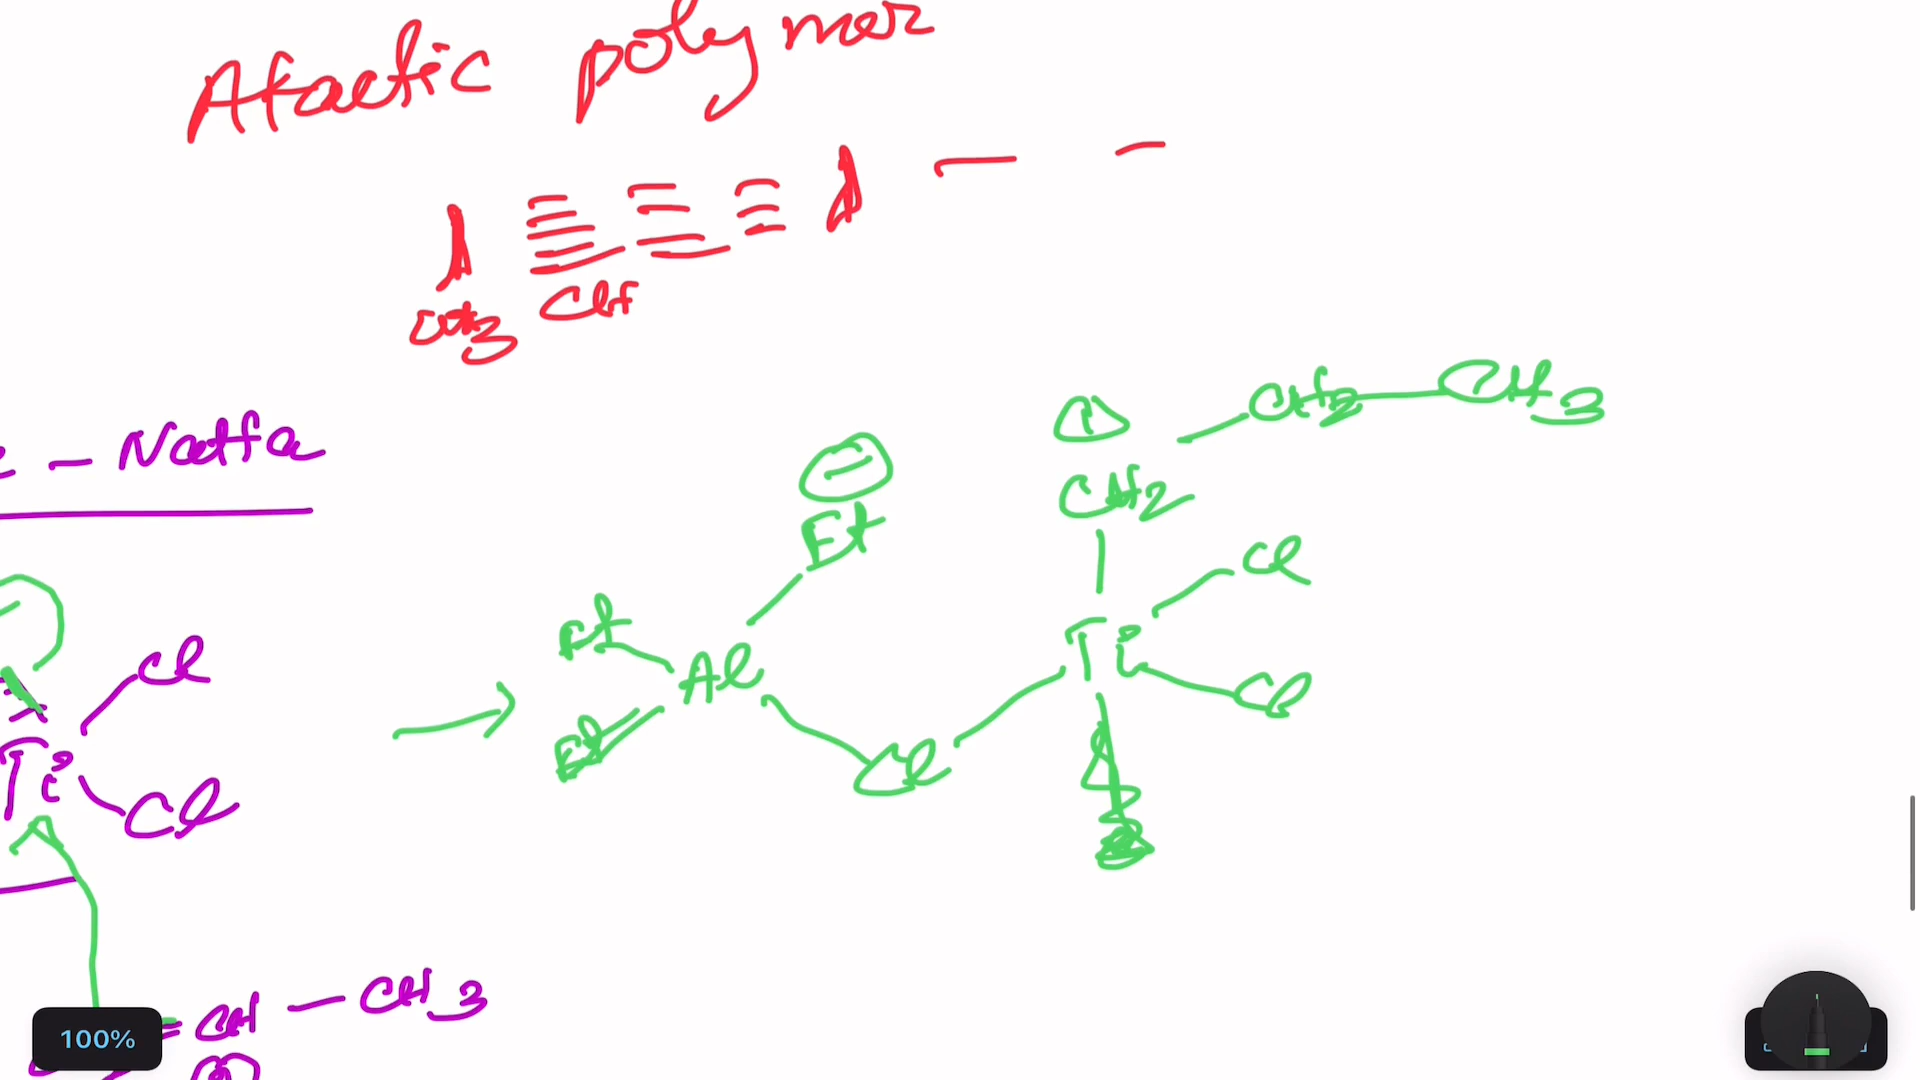 Atactic polymer
CH3 CH
- Natta
CH2 — CH3
Et
CH2
Cl
Et
Al
Ti
Cl
Cl
Et
Cl
Ti
Cl
= CH — CH3
100%